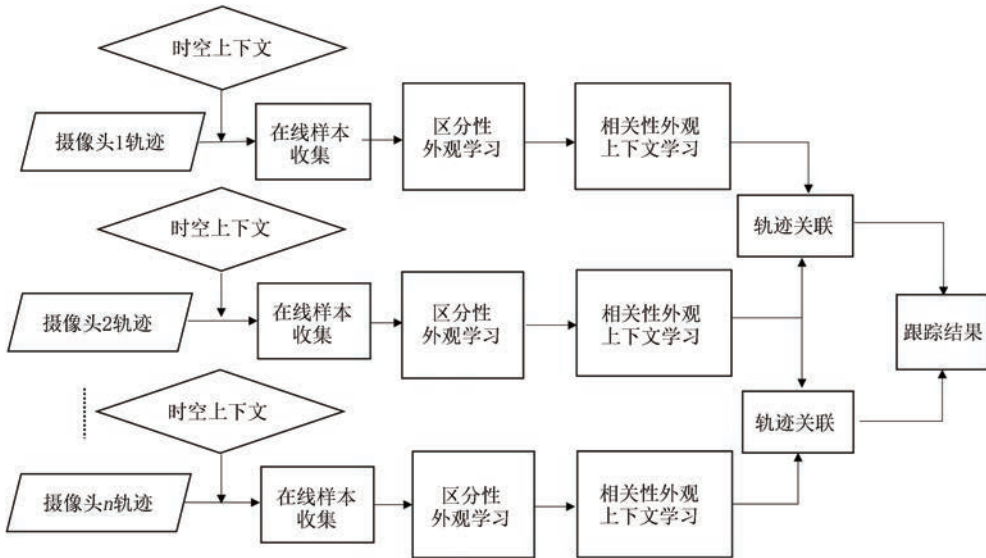 时空上下文
摄像头1轨迹
在线样本
收集
区分性
外观学习
相关性外观
上下文学习
轨迹关联
时空上下文
摄像头2轨迹
在线样本
收集
区分性
外观学习
相关性外观
上下文学习
跟踪结果
时空上下文
轨迹关联
摄像头n轨迹
在线样本
收集
区分性
外观学习
相关性外观
上下文学习